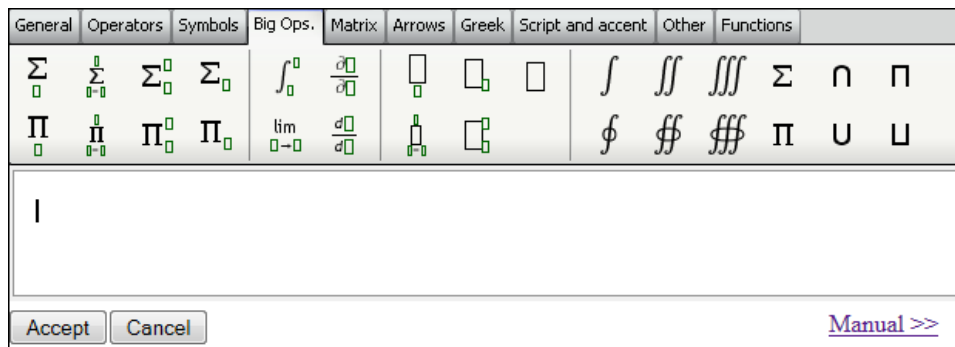 General Operators Symbols Big Ops. Matrix Arrows Greek Script and accent Other Functions
Σ▯ Σ▯=▯▯ Σ▯▯ Σ▯ ∫▯▯ ∂▯/∂▯ ▯▯ ▯▯ ▯ ∫ ∬ ∭ Σ ∩ Π
Π▯ Π▯=▯▯ Π▯▯ Π▯ lim ▯→▯ d▯/d▯ ▯▯=▯▯ ▯▯▯ ∮ ∯ ∰ Π ∪ ⊔
Accept Cancel Manual >>